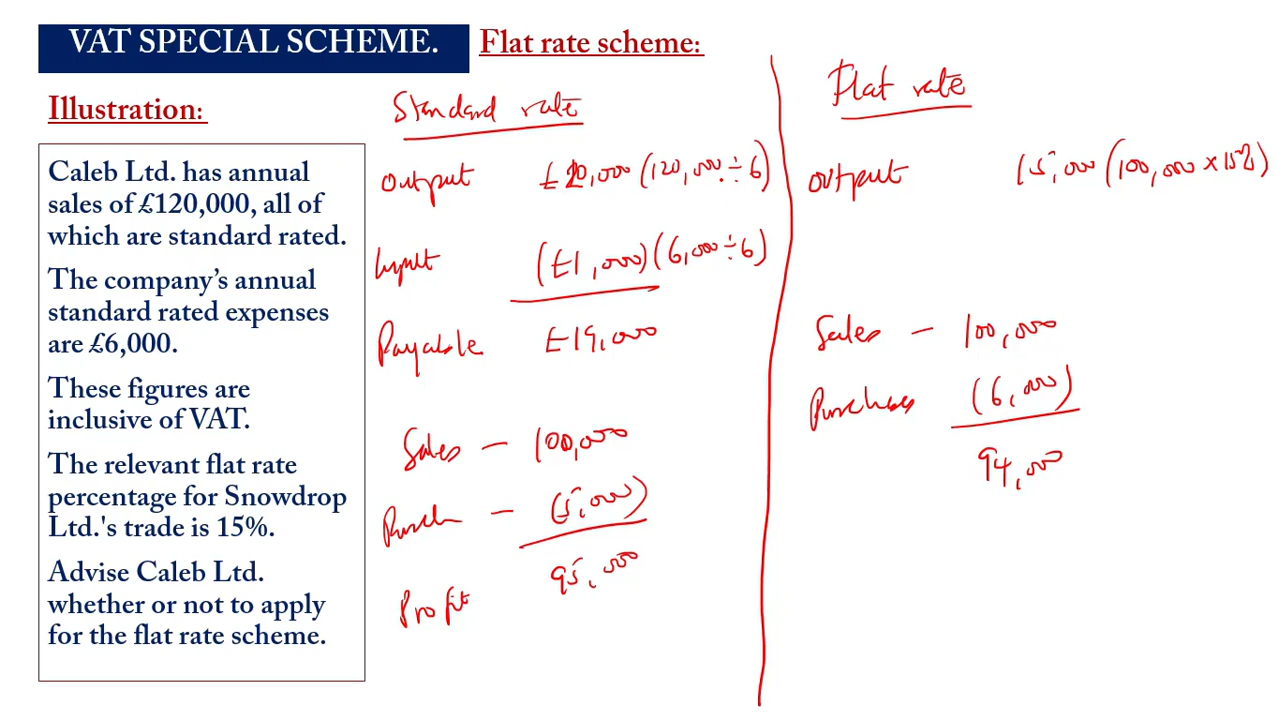 VAT SPECIAL SCHEME.
Flat rate scheme:
Illustration:
Caleb Ltd. has annual
sales of £120,000, all of
which are standard rated.
The company's annual
standard rated expenses
are £6,000.
These figures are
inclusive of VAT.
The relevant flat rate
percentage for Snowdrop
Ltd.'s trade is 15%.
Advise Caleb Ltd.
whether or not to apply
for the flat rate scheme.
Standard rate
Output £20,000 (120,000 ÷ 6)
Input (£1,000) (6,000 ÷ 6)
Payable £19,000
Sales - 100,000
Purch - (5,000)
Profit 95,000
Flat rate
Output 15,000 (100,000 × 15%)
Sales - 100,000
Purchases (6,000)
94,000